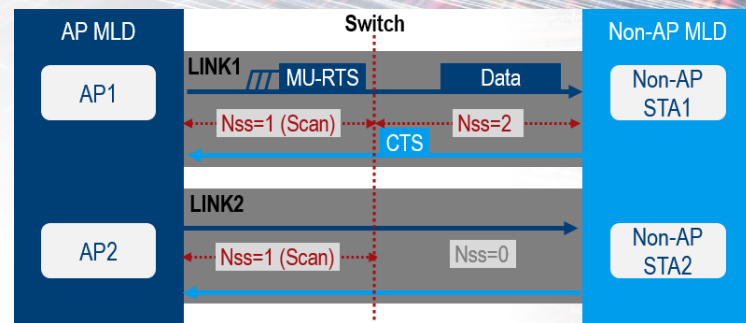 AP MLD
Switch
Non-AP MLD
LINK1
AP1
MU-RTS
Data
Non-AP
STA1
Nss=1 (Scan)
Nss=2
CTS
LINK2
AP2
Nss=1 (Scan)
Nss=0
Non-AP
STA2